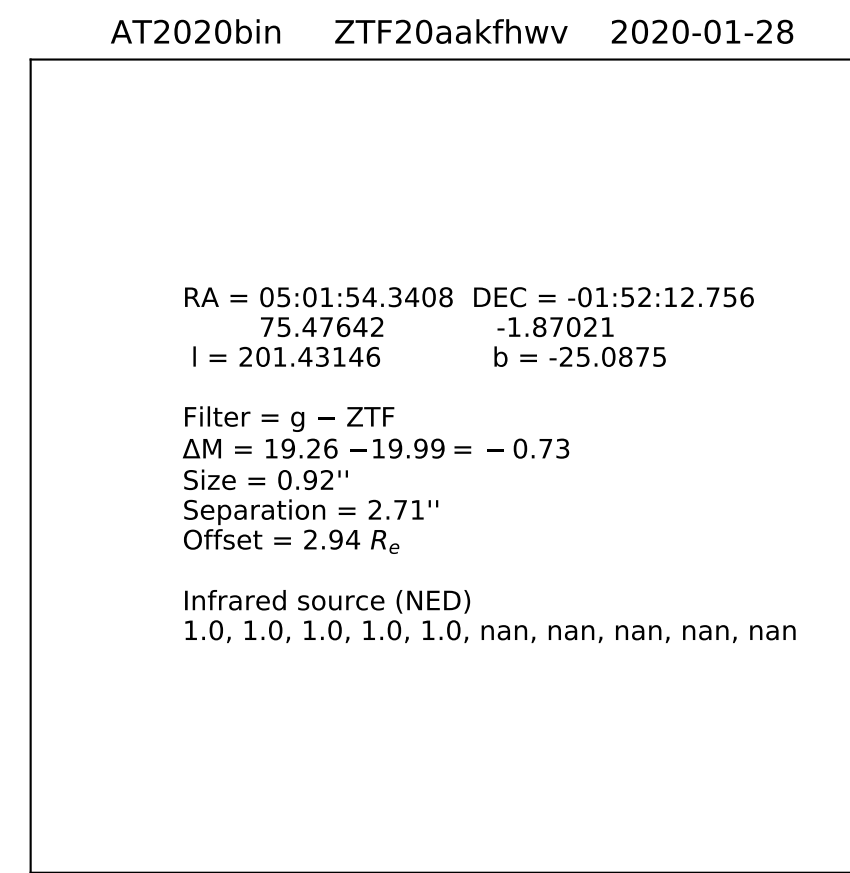 AT2020bin ZTF20aakfhwv 2020-01-28
RA = 05:01:54.3408 DEC = -01:52:12.756
75.47642 -1.87021
l = 201.43146 b = -25.0875
Filter = g − ZTF
ΔM = 19.26 −19.99 = − 0.73
Size = 0.92''
Separation = 2.71''
Offset = 2.94 Re
Infrared source (NED)
1.0, 1.0, 1.0, 1.0, 1.0, nan, nan, nan, nan, nan